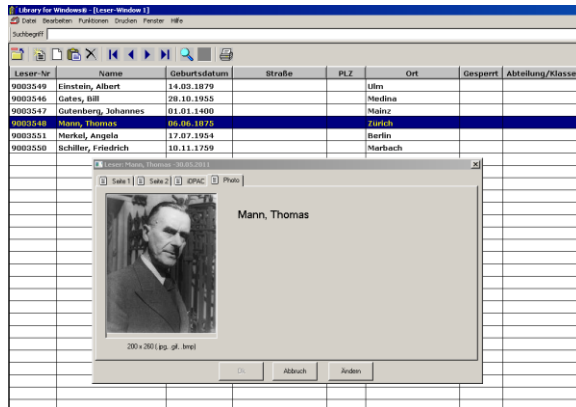 Library for Windows® - [Leser-Window 1]
Datei Bearbeiten Funktionen Drucken Fenster Hilfe
Suchbegriff
Leser-Nr Name Geburtsdatum Straße PLZ Ort Gesperrt Abteilung/Klasse
9003549 Einstein, Albert 14.03.1879 Ulm
9003546 Gates, Bill 28.10.1955 Medina
9003547 Gutenberg, Johannes 01.01.1400 Mainz
9003548 Mann, Thomas 06.06.1875 Zürich
9003551 Merkel, Angela 17.07.1954 Berlin
9003550 Schiller, Friedrich 10.11.1759 Marbach
Leser: Mann, Thomas -30.05.2011
Seite 1 Seite 2 iOPAC Photo
Mann, Thomas
200 x 260 (.jpg, .gif, .bmp)
OK Abbruch Ändern